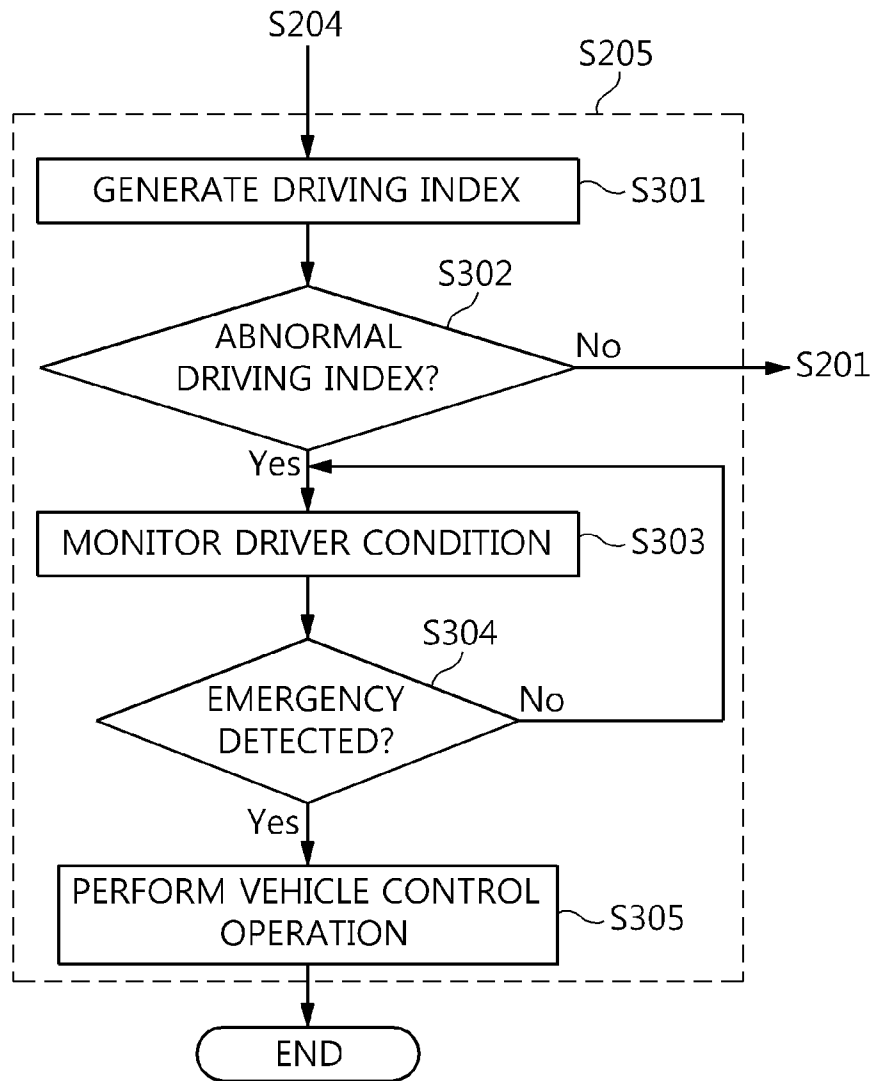 S204
S205
GENERATE DRIVING INDEX
S301
S302
ABNORMAL
DRIVING INDEX?
No
S201
Yes
MONITOR DRIVER CONDITION
S303
S304
EMERGENCY
DETECTED?
No
Yes
PERFORM VEHICLE CONTROL
OPERATION
S305
END